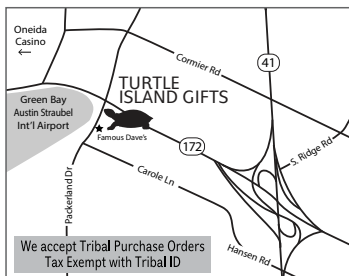 Oneida
Casino
←
Cormier Rd
41
TURTLE
ISLAND GIFTS
Green Bay
Austin Straubel
Int'l Airport
Famous Dave's
172
S. Ridge Rd
Carole Ln
Packerland Dr
Hansen Rd
We accept Tribal Purchase Orders
Tax Exempt with Tribal ID